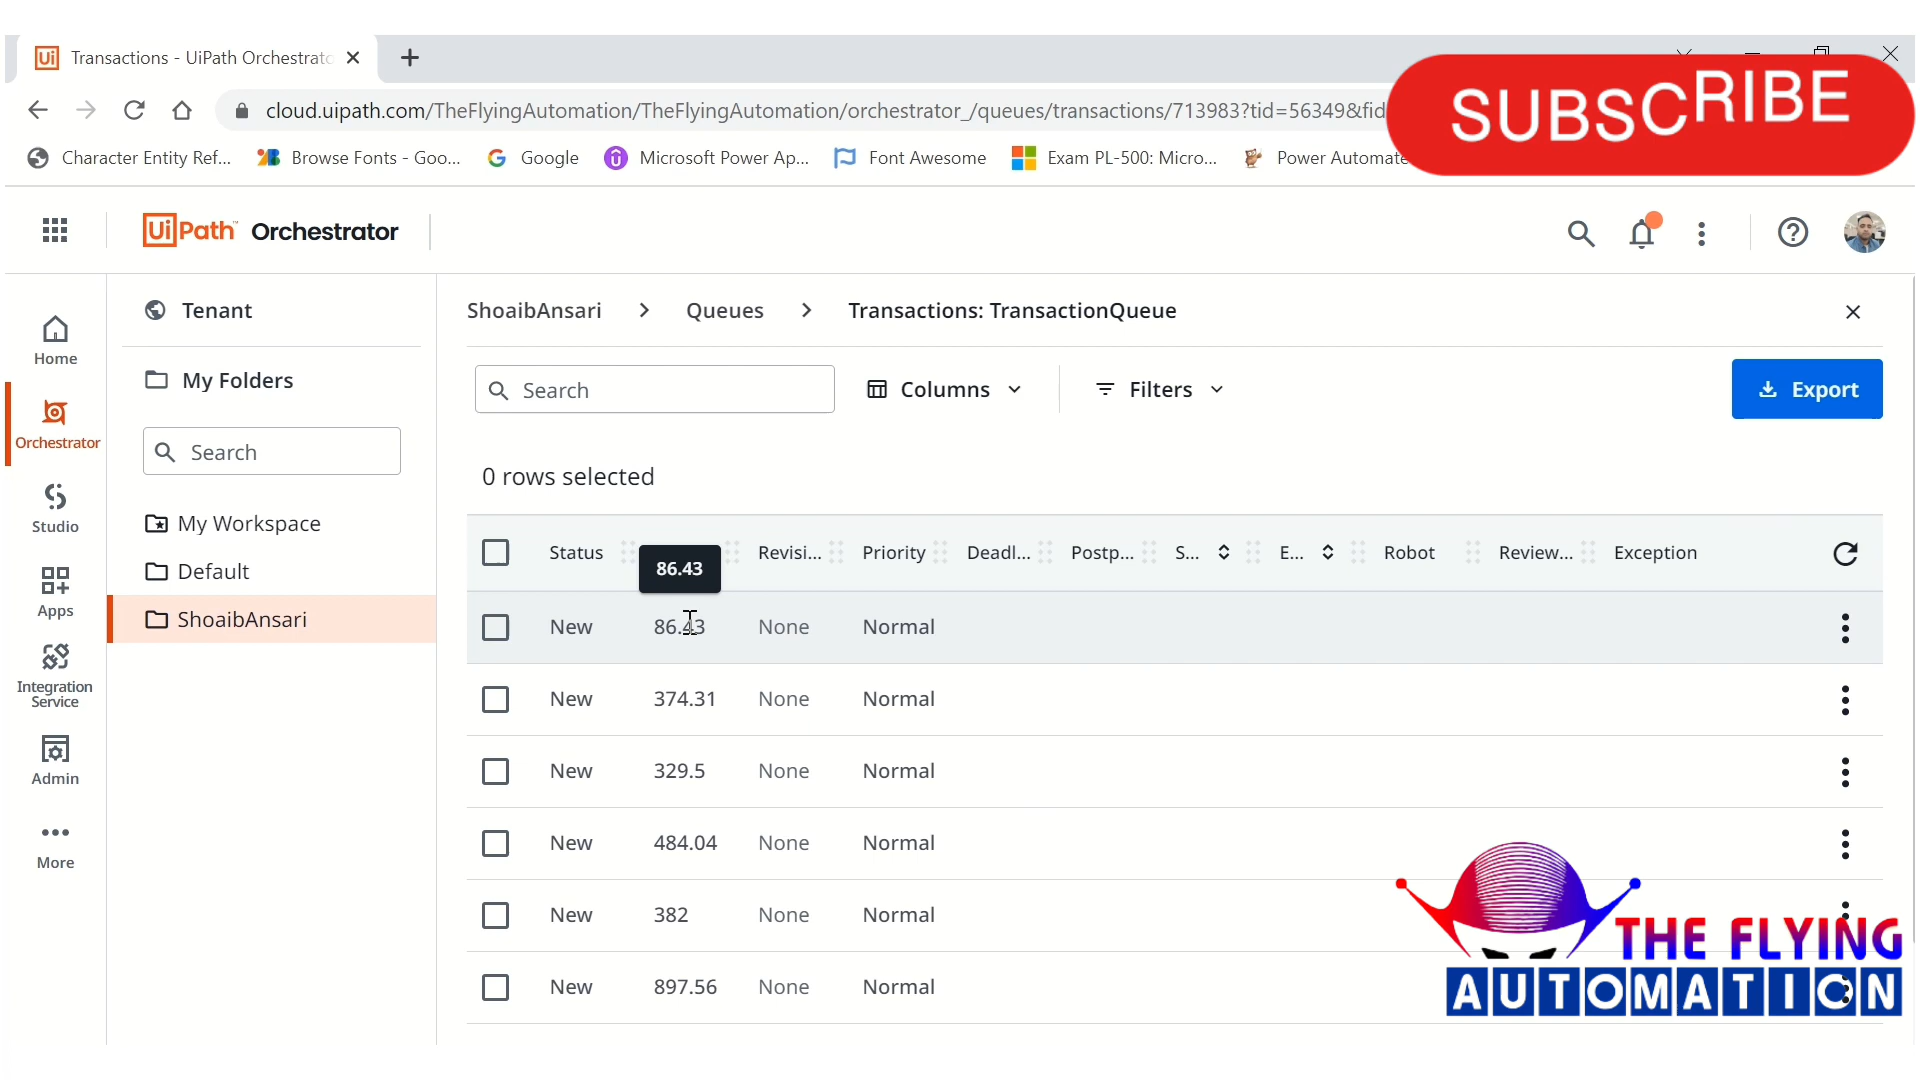 Transactions - UiPath Orchestrato
cloud.uipath.com/TheFlyingAutomation/TheFlyingAutomation/orchestrator_/queues/transactions/713983?tid=56349&fid
SUBSCRIBE
Character Entity Ref... Browse Fonts - Goo... Google Microsoft Power Ap... Font Awesome Exam PL-500: Micro... Power Automate
UiPath™ Orchestrator
Home
Orchestrator
Studio
Apps
Integration
Service
Admin
More
Tenant
My Folders
Search
My Workspace
Default
ShoaibAnsari
ShoaibAnsari > Queues > Transactions: TransactionQueue
Search Columns Filters Export
0 rows selected
Status Revisi... Priority Deadl... Postp... S... E... Robot Review... Exception
86.43
New 86.43 None Normal
New 374.31 None Normal
New 329.5 None Normal
New 484.04 None Normal
New 382 None Normal
New 897.56 None Normal
THE FLYING
AUTOMATION